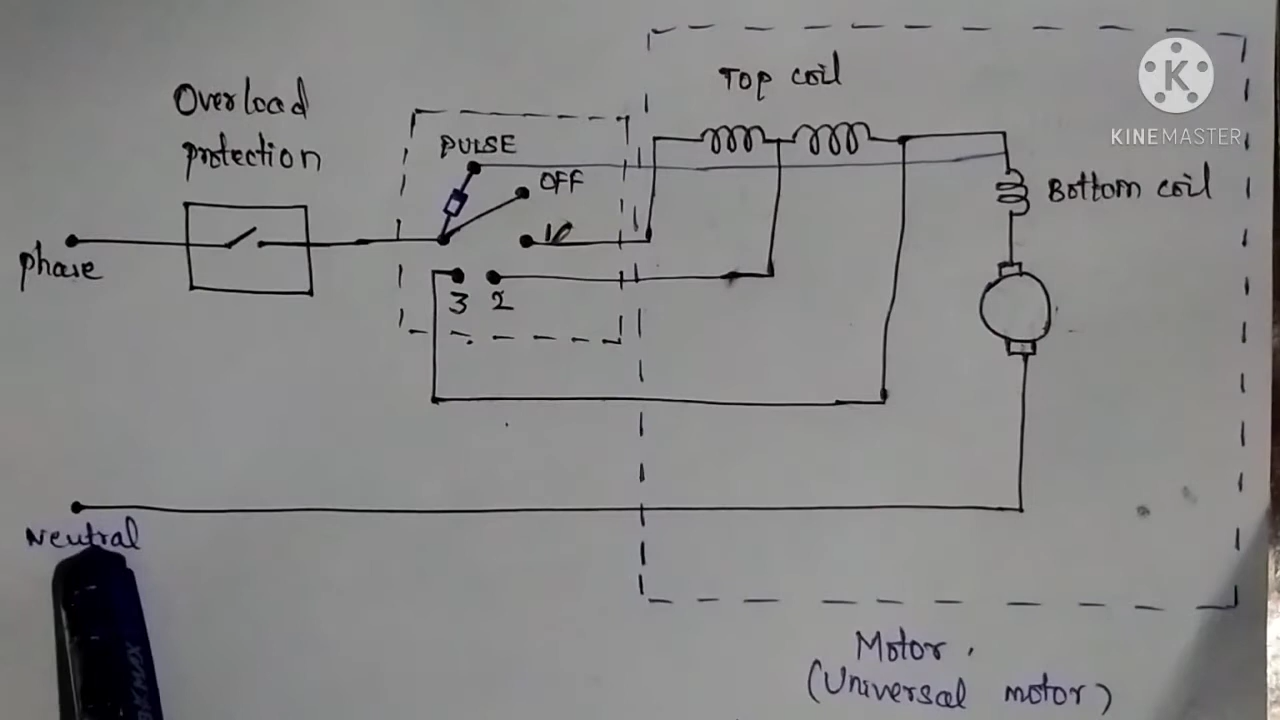 Top coil
K
KINEMASTER
Overload
protection
PULSE
OFF
Bottom coil
phase
3 2
Neutral
Motor.
(Universal motor)